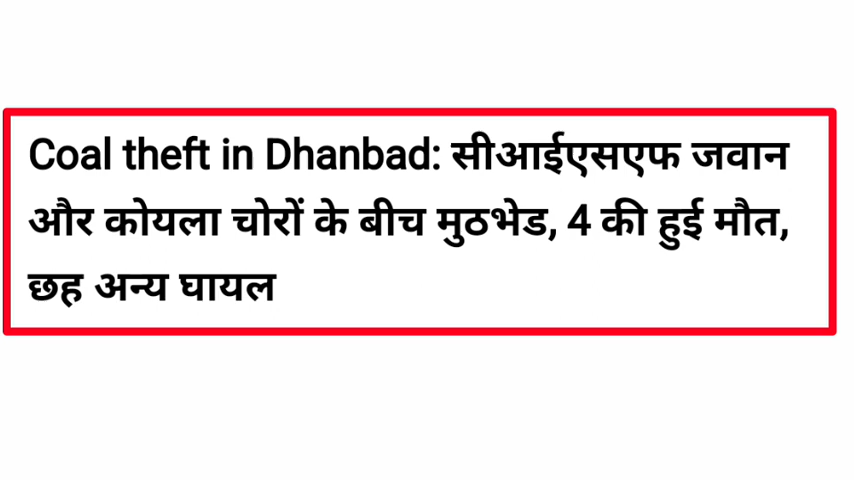 Coal theft in Dhanbad: सीआईएसएफ जवान
और कोयला चोरों के बीच मुठभेड, 4 की हुई मौत,
छह अन्य घायल